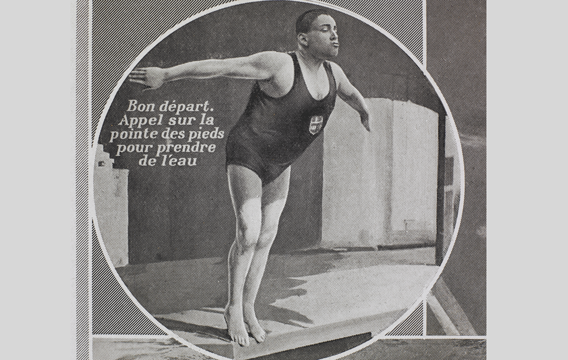 Bon départ.
Appel sur la
pointe des pieds
pour prendre
de l'eau